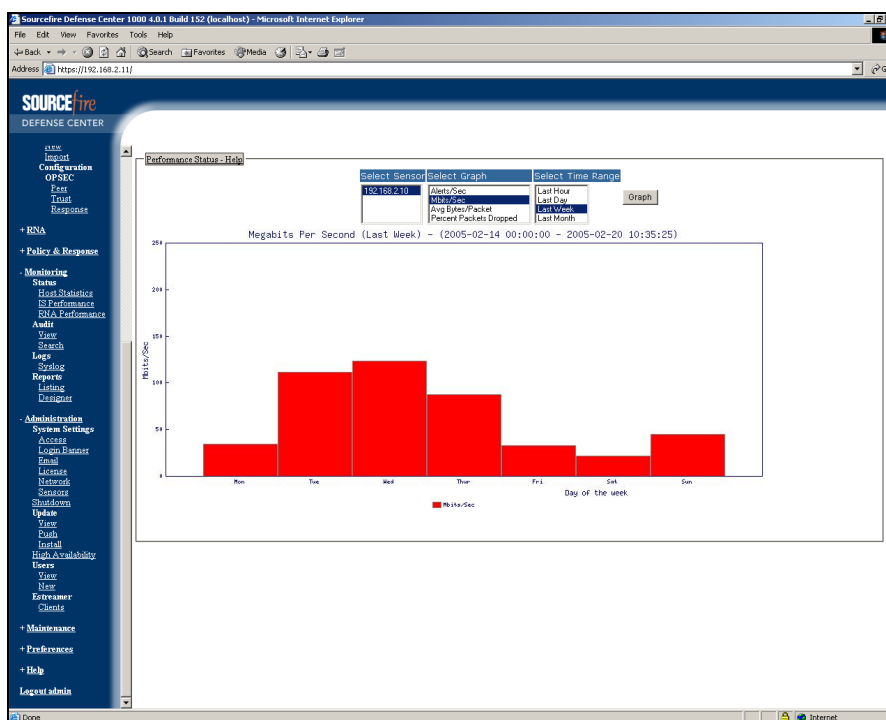 Sourcefire Defense Center 1000 4.0.1 Build 152 (localhost) - Microsoft Internet Explorer
File Edit View Favorites Tools Help
Back Search Favorites Media
Address https://192.168.2.11/
SOURCEfire
DEFENSE CENTER
New
Import
Configuration
OPSEC
Peer
Trust
Response
+ RNA
+ Policy & Response
- Monitoring
Status
Host Statistics
IS Performance
RNA Performance
Audit
View
Search
Logs
Syslog
Reports
Listing
Designer
- Administration
System Settings
Access
Login Banner
Email
License
Network
Sensors
Shutdown
Update
View
Push
Install
High Availability
Users
View
New
Estreamer
Clients
+ Maintenance
+ Preferences
+ Help
Logout admin
Performance Status - Help
Select Sensor Select Graph Select Time Range
192.168.2.10 Alerts/Sec Last Hour
Mbits/Sec Last Day
Avg Bytes/Packet Last Week
Percent Packets Dropped Last Month
Graph
Megabits Per Second (Last Week) - (2005-02-14 00:00:00 - 2005-02-20 10:35:25)
250
200
150
100
50
0
Mbits/Sec
Mon Tue Wed Thur Fri Sat Sun
Day of the week
Mbits/Sec
Done Internet